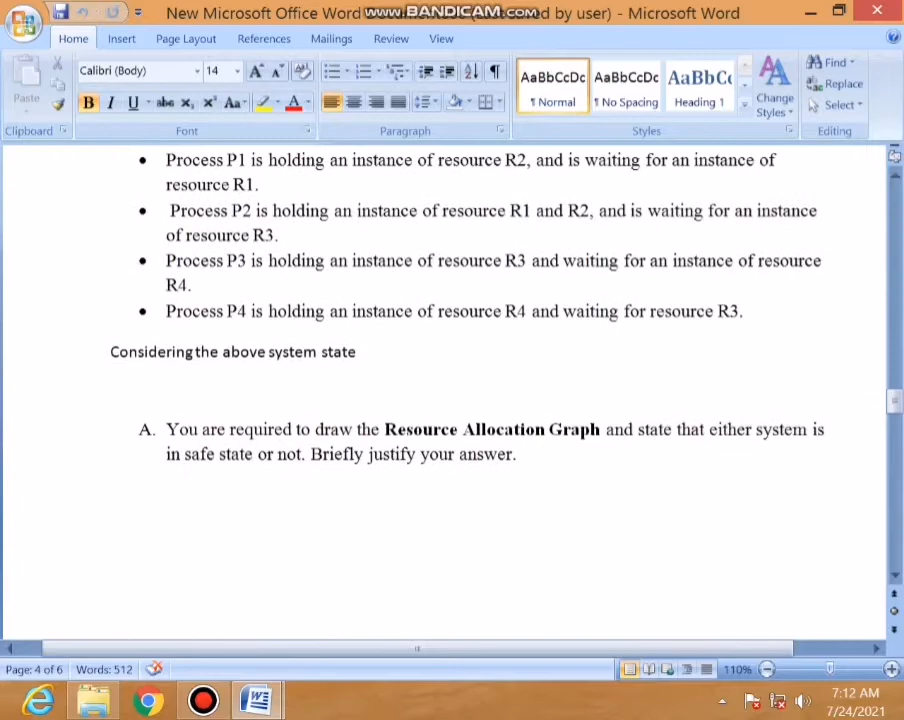 New Microsoft Office Word www.BANDICAM.com ed by user) - Microsoft Word
Home Insert Page Layout References Mailings Review View
Paste
Calibri (Body) 14
B I U abc x, x² Aa A
AaBbCcDc AaBbCcDc AaBbC
¶ Normal ¶ No Spacing Heading 1
Change Styles
Find
Replace
Select
Clipboard Font Paragraph Styles Editing
• Process P1 is holding an instance of resource R2, and is waiting for an instance of
resource R1.
• Process P2 is holding an instance of resource R1 and R2, and is waiting for an instance
of resource R3.
• Process P3 is holding an instance of resource R3 and waiting for an instance of resource
R4.
• Process P4 is holding an instance of resource R4 and waiting for resource R3.
Considering the above system state
A. You are required to draw the Resource Allocation Graph and state that either system is
in safe state or not. Briefly justify your answer.
Page: 4 of 6 Words: 512 110%
7:12 AM
7/24/2021